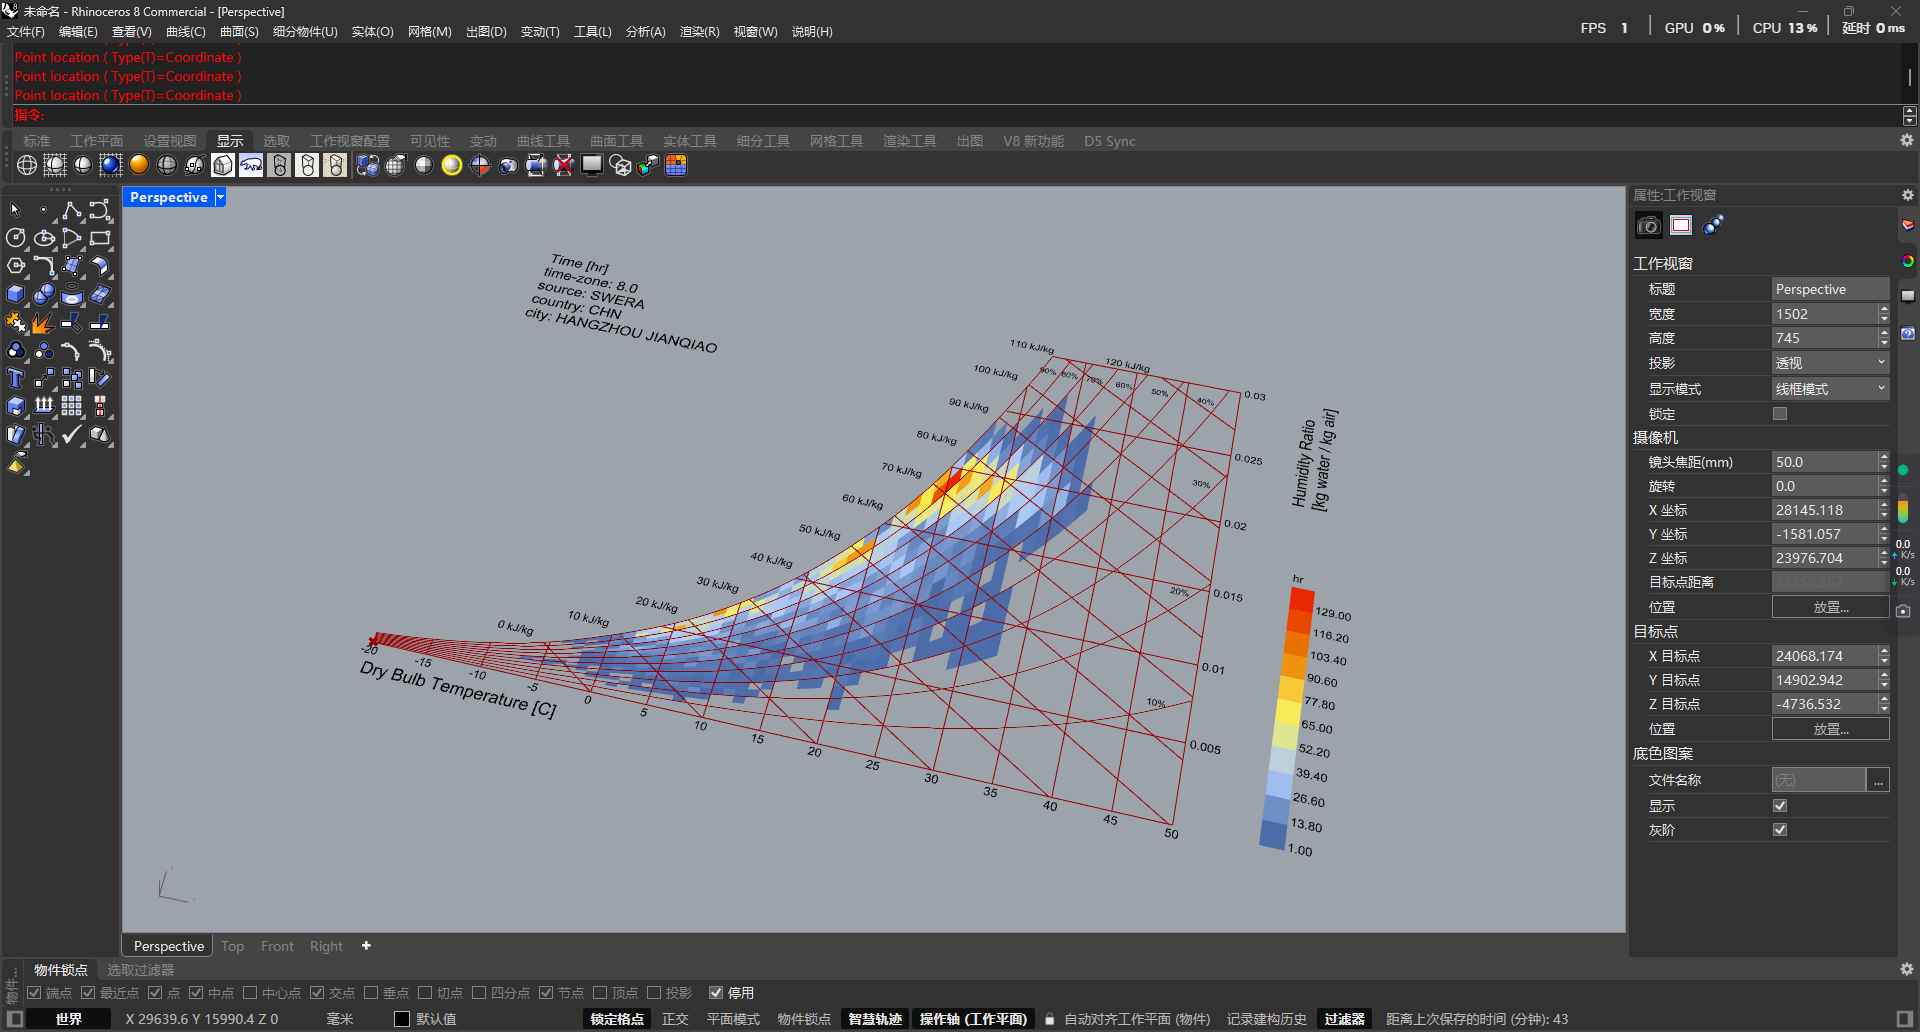 未命名 - Rhinoceros 8 Commercial - [Perspective]
文件(F) 编辑(E) 查看(V) 曲线(C) 曲面(S) 细分物件(U) 实体(O) 网格(M) 出图(D) 变动(T) 工具(L) 分析(A) 渲染(R) 视窗(W) 说明(H)
FPS 1 GPU 0 % CPU 13 % 延时 0 ms
Point location ( Type(T)=Coordinate )
Point location ( Type(T)=Coordinate )
Point location ( Type(T)=Coordinate )
指令:
标准 工作平面 设置视图 显示 选取 工作视窗配置 可见性 变动 曲线工具 曲面工具 实体工具 细分工具 网格工具 渲染工具 出图 V8 新功能 D5 Sync
Perspective
Time [hr]
time-zone: 8.0
source: SWERA
country: CHN
city: HANGZHOU JIANQIAO
110 kJ/kg
120 kJ/kg
100 kJ/kg
90 kJ/kg
80 kJ/kg
70 kJ/kg
60 kJ/kg
50 kJ/kg
40 kJ/kg
30 kJ/kg
20 kJ/kg
10 kJ/kg
0 kJ/kg
90% 80% 70% 60% 50% 40%
30%
20%
10%
0.03
0.025
0.02
0.015
0.01
0.005
Humidity Ratio
[kg water / kg air]
-20 -15 -10 -5 0 5 10 15 20 25 30 35 40 45 50
Dry Bulb Temperature [C]
hr
129.00
116.20
103.40
90.60
77.80
65.00
52.20
39.40
26.60
13.80
1.00
属性:工作视窗
工作视窗
标题 Perspective
宽度 1502
高度 745
投影 透视
显示模式 线框模式
锁定
摄像机
镜头焦距(mm) 50.0
旋转 0.0
X 坐标 28145.118
Y 坐标 -1581.057
Z 坐标 23976.704
目标点距离 33358.562
位置 放置...
目标点
X 目标点 24068.174
Y 目标点 14902.942
Z 目标点 -4736.532
位置 放置...
底色图案
文件名称 (无) ...
显示
灰阶
0.0
K/s
0.0
K/s
Perspective Top Front Right
物件锁点 选取过滤器
物件...
端点 最近点 点 中点 中心点 交点 垂点 切点 四分点 节点 顶点 投影 停用
世界 X 29639.6 Y 15990.4 Z 0 毫米 默认值 锁定格点 正交 平面模式 物件锁点 智慧轨迹 操作轴 (工作平面) 自动对齐工作平面 (物件) 记录建构历史 过滤器 距离上次保存的时间 (分钟): 43